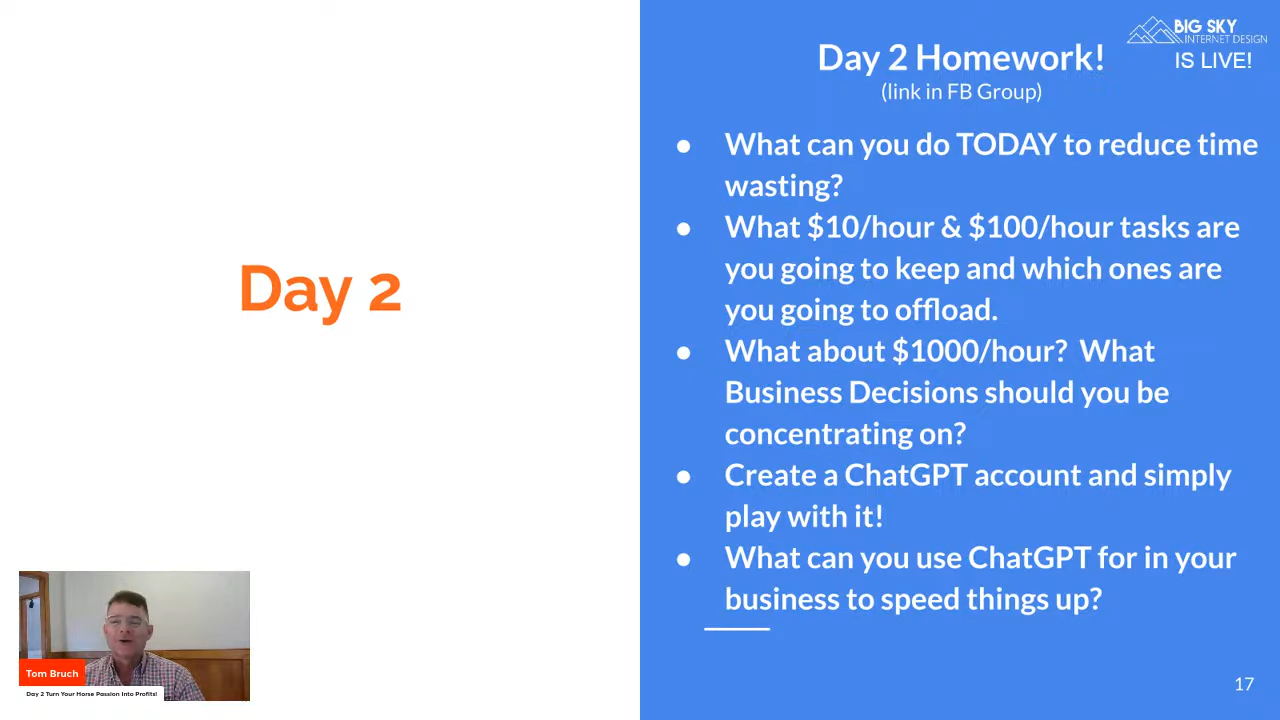 Day 2
BIG SKY
INTERNET DESIGN
IS LIVE!
Day 2 Homework!
(link in FB Group)
● What can you do TODAY to reduce time
wasting?
● What $10/hour & $100/hour tasks are
you going to keep and which ones are
you going to offload.
● What about $1000/hour? What
Business Decisions should you be
concentrating on?
● Create a ChatGPT account and simply
play with it!
● What can you use ChatGPT for in your
business to speed things up?
17
Tom Bruch
Day 2 Turn Your Horse Passion Into Profits!